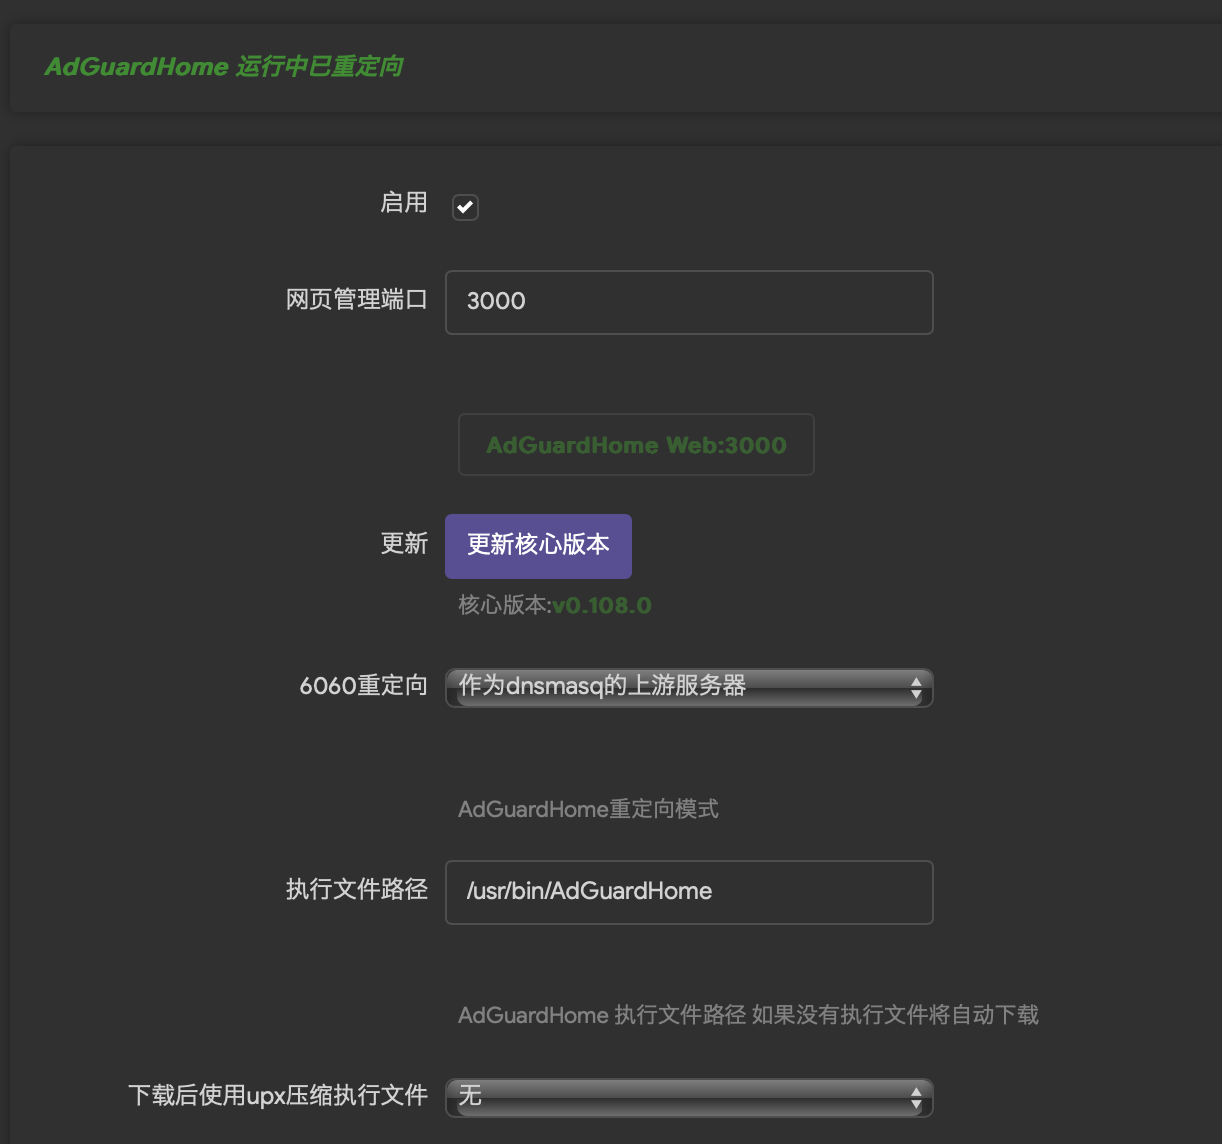 AdGuardHome 运行中已重定向
启用
网页管理端口 3000
AdGuardHome Web:3000
更新 更新核心版本
核心版本:v0.108.0
6060重定向 作为dnsmasq的上游服务器
AdGuardHome重定向模式
执行文件路径 /usr/bin/AdGuardHome
AdGuardHome 执行文件路径 如果没有执行文件将自动下载
下载后使用upx压缩执行文件 无